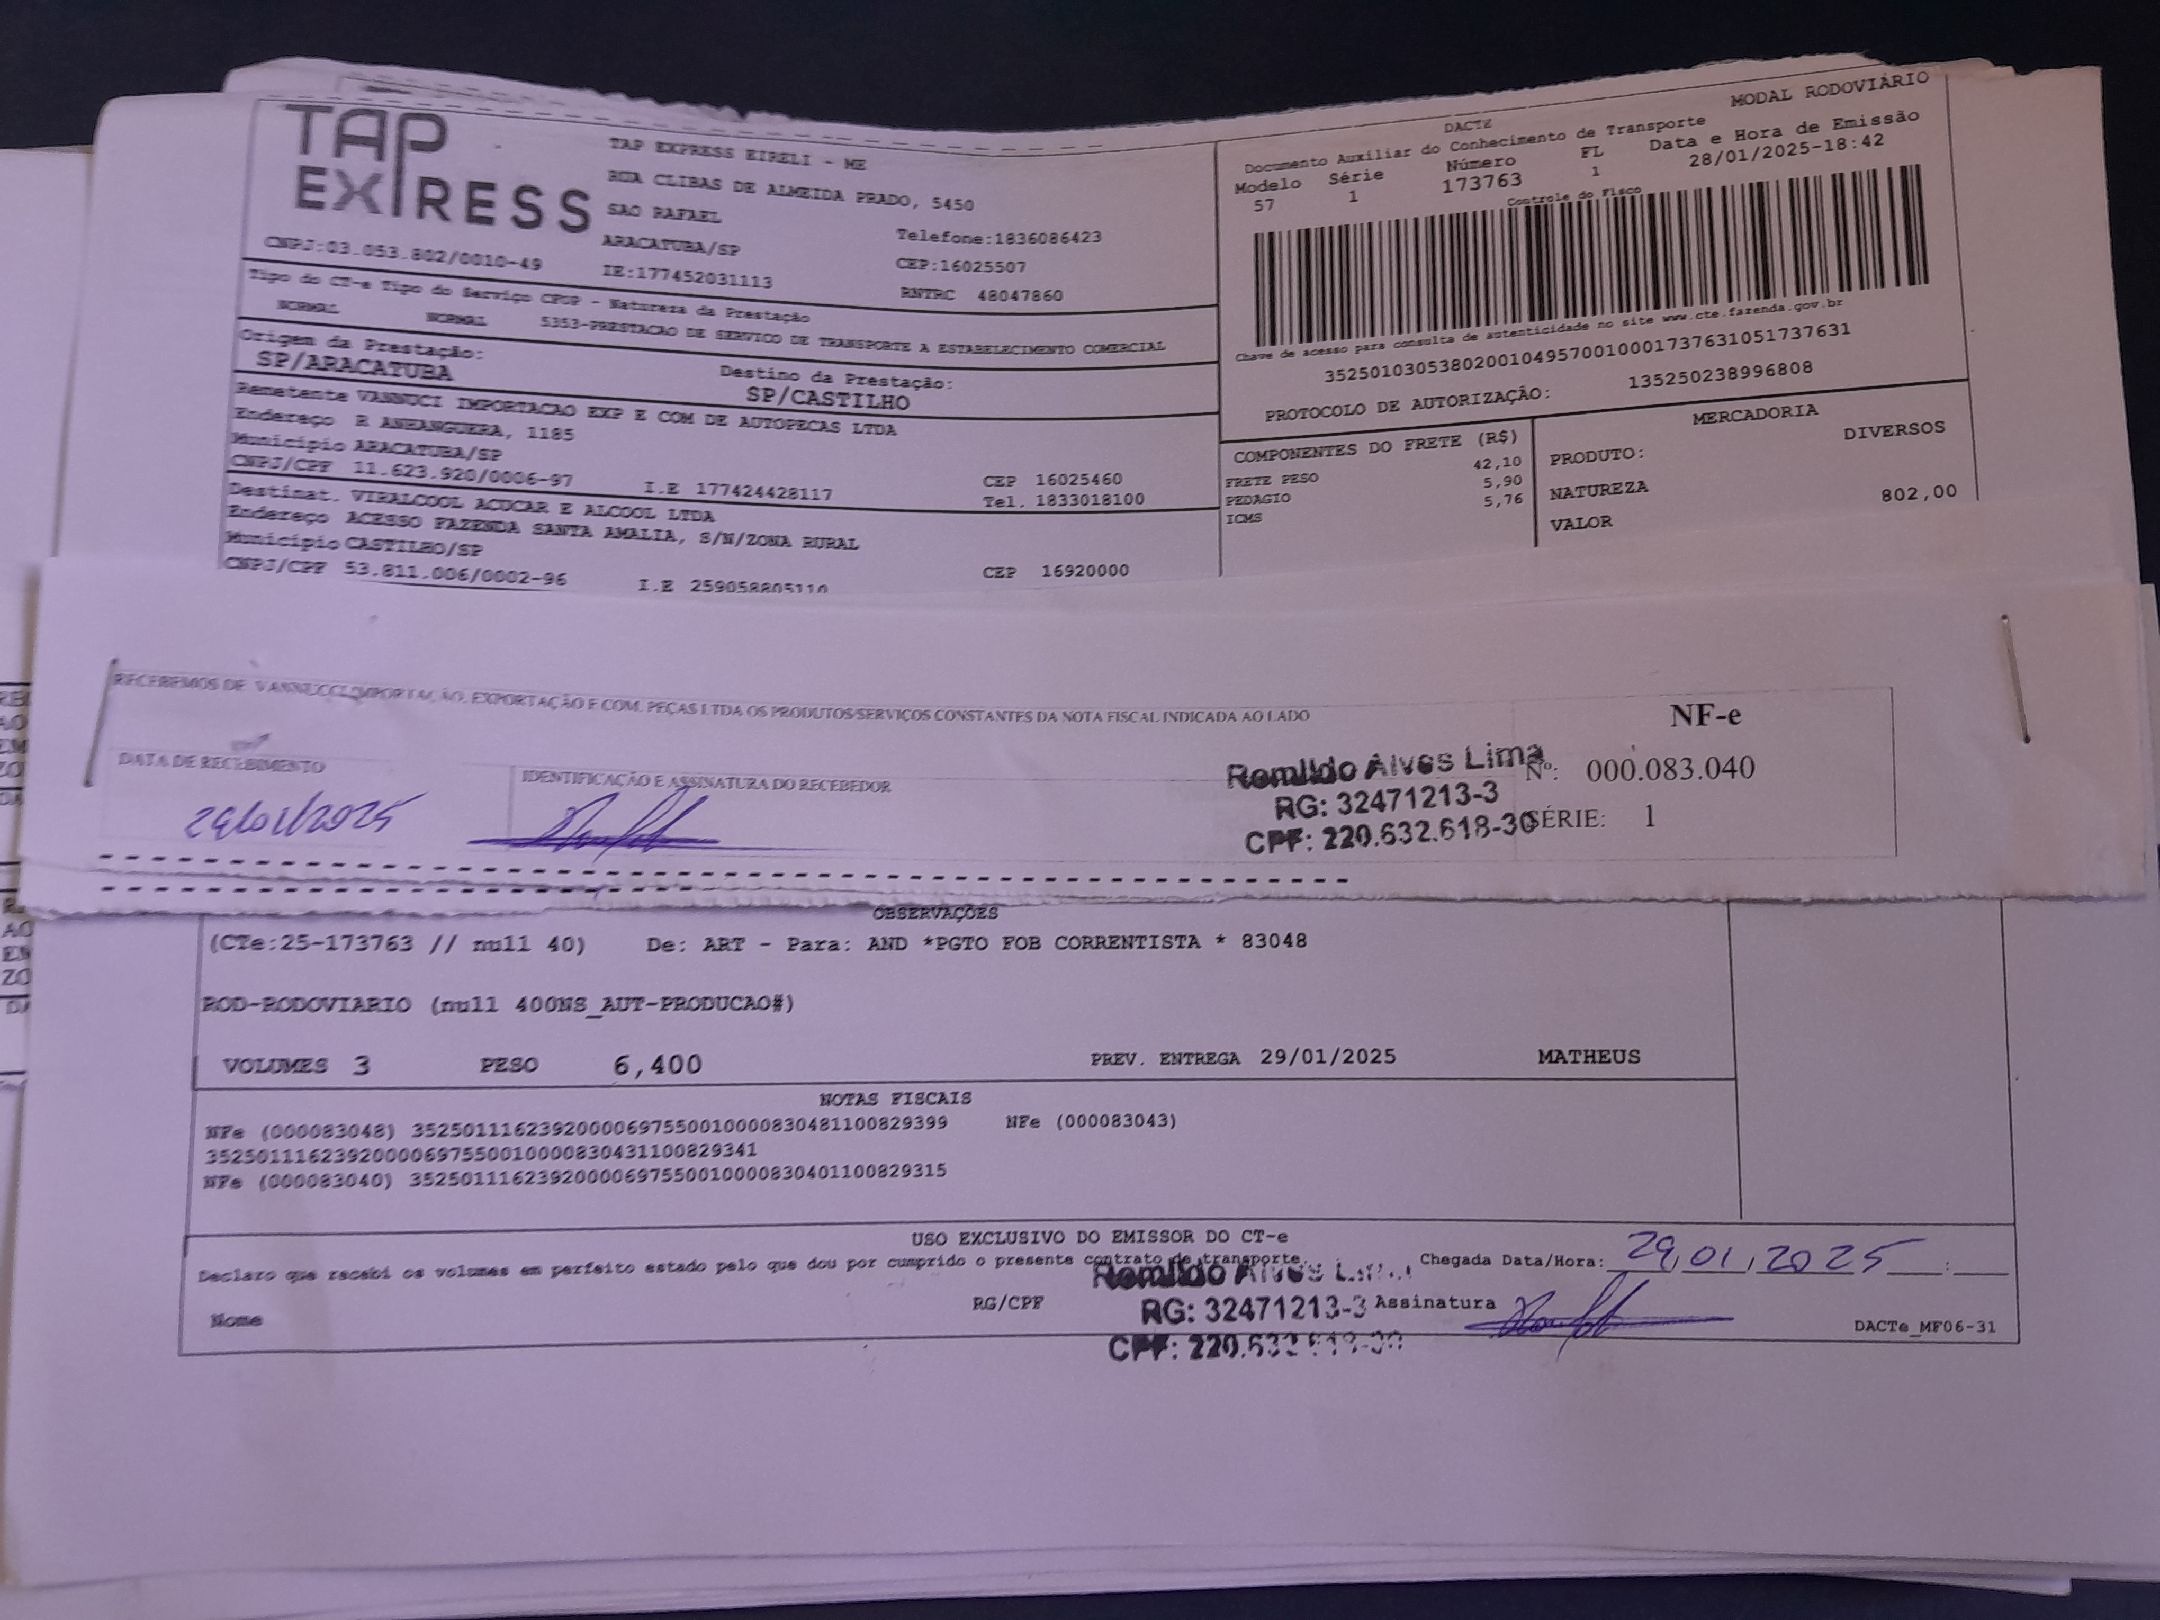 TAP
EXPRESS
CNPJ:03.053.802/0010-49
TAP EXPRESS EIRELI - ME
RUA CLIBAS DE ALMEIDA PRADO, 5450
SAO RAFAEL
ARACATUBA/SP
IE:177452031113
Telefone:1836086423
CEP:16025507
RNTRC 48047860
MODAL RODOVIÁRIO
DACTE
Documento Auxiliar do Conhecimento de Transporte
Modelo Série Número FL Data e Hora de Emissão
57 1 173763 1 28/01/2025-18:42
Controle do Fisco
Chave de acesso para consulta de autenticidade no site www.cte.fazenda.gov.br
35250103053802001049570010001737631051737631
PROTOCOLO DE AUTORIZAÇÃO: 135250238996808
Tipo do CT-e Tipo do Serviço CFOP - Natureza da Prestação
NORMAL NORMAL 5353-PRESTACAO DE SERVICO DE TRANSPORTE A ESTABELECIMENTO COMERCIAL
Origem da Prestação: Destino da Prestação:
SP/ARACATUBA SP/CASTILHO
Remetente VANNUCI IMPORTACAO EXP E COM DE AUTOPECAS LTDA
Endereço R ANHANGUERA, 1185
Município ARACATUBA/SP CEP 16025460
CNPJ/CPF 11.623.920/0006-97 I.E 177424428117 Tel. 1833018100
Destinat. VIRALCOOL ACUCAR E ALCOOL LTDA
Endereço ACESSO FAZENDA SANTA AMALIA, S/N/ZONA RURAL
Município CASTILHO/SP CEP 16920000
CNPJ/CPF 53.811.006/0002-96 I.E 259058805110
COMPONENTES DO FRETE (R$)
FRETE PESO 42,10
PEDAGIO 5,90
ICMS 5,76
MERCADORIA
PRODUTO: DIVERSOS
NATUREZA
VALOR 802,00
RECEBEMOS DE VANNUCCI IMPORTAÇÃO, EXPORTAÇÃO E COM. PEÇAS LTDA OS PRODUTOS/SERVIÇOS CONSTANTES DA NOTA FISCAL INDICADA AO LADO
DATA DE RECEBIMENTO
29/01/2025
IDENTIFICAÇÃO E ASSINATURA DO RECEBEDOR
Romildo Alves Lima
RG: 32471213-3
CPF: 220.632.618-30
NF-e
Nº: 000.083.040
SÉRIE: 1
OBSERVAÇÕES
(CTe:25-173763 // null 40) De: ART - Para: AND *PGTO FOB CORRENTISTA * 83048
ROD-RODOVIARIO (null 400NS_AUT-PRODUCAO#)
VOLUMES 3 PESO 6,400 PREV. ENTREGA 29/01/2025 MATHEUS
NOTAS FISCAIS
NFe (000083048) 35250111623920000697550010000830481100829399 NFe (000083043)
35250111623920000697550010000830431100829341
NFe (000083040) 35250111623920000697550010000830401100829315
USO EXCLUSIVO DO EMISSOR DO CT-e
Declaro que recebi os volumes em perfeito estado pelo que dou por cumprido o presente contrato de transporte. Chegada Data/Hora: 29,01,2025 :
Romildo Alves Lima
Nome RG/CPF RG: 32471213-3 Assinatura
CPF: 220.632.618-30
DACTe_MF06-31